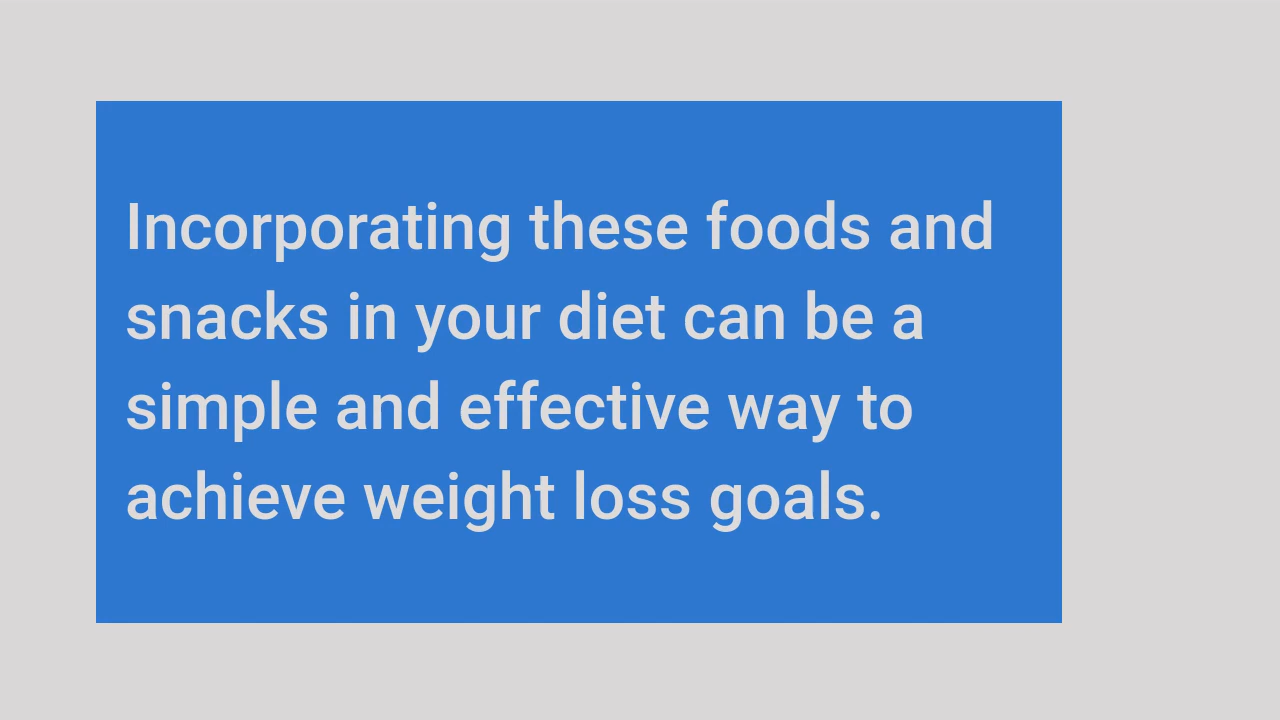 Incorporating these foods and
snacks in your diet can be a
simple and effective way to
achieve weight loss goals.